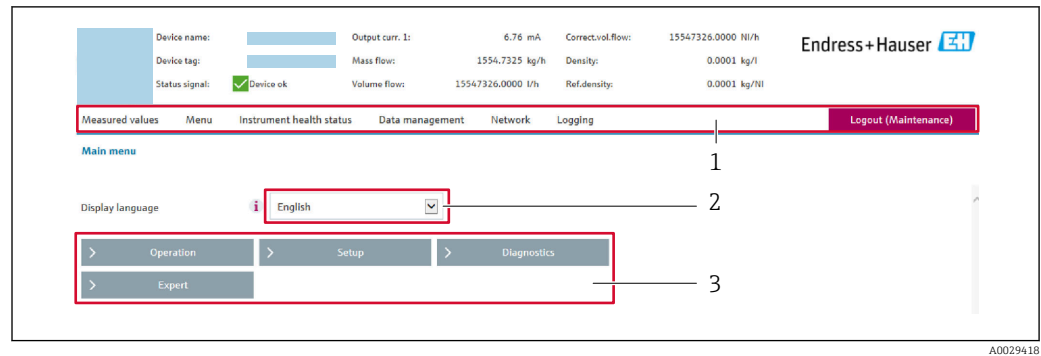 Device name: Output curr. 1: 6.76 mA Correct.vol.flow: 15547326.0000 Nl/h
Endress+Hauser EH
Device tag: Mass flow: 1554.7325 kg/h Density: 0.0001 kg/l
Status signal: Device ok Volume flow: 15547326.0000 l/h Ref.density: 0.0001 kg/Nl
Measured values Menu Instrument health status Data management Network Logging Logout (Maintenance)
1
Main menu
Display language i English 2
> Operation > Setup > Diagnostics
> Expert 3
A0029418